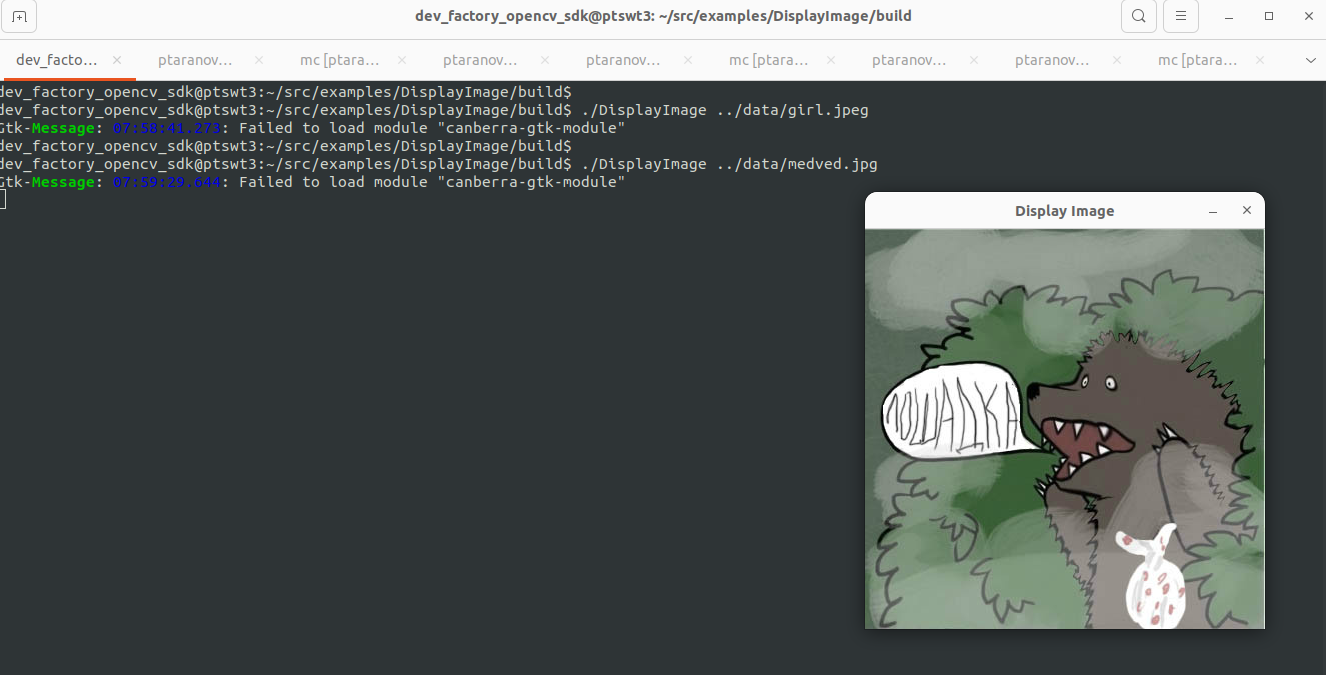 dev_factory_opencv_sdk@ptswt3: ~/src/examples/DisplayImage/build
dev_facto... ptaranov... mc [ptara... ptaranov... ptaranov... mc [ptara... ptaranov... ptaranov... mc [ptara...
dev_factory_opencv_sdk@ptswt3:~/src/examples/DisplayImage/build$
dev_factory_opencv_sdk@ptswt3:~/src/examples/DisplayImage/build$ ./DisplayImage ../data/girl.jpeg
Gtk-Message: 07:58:41.273: Failed to load module "canberra-gtk-module"
dev_factory_opencv_sdk@ptswt3:~/src/examples/DisplayImage/build$
dev_factory_opencv_sdk@ptswt3:~/src/examples/DisplayImage/build$ ./DisplayImage ../data/medved.jpg
Gtk-Message: 07:59:29.644: Failed to load module "canberra-gtk-module"
Display Image
ЛОШАДКА